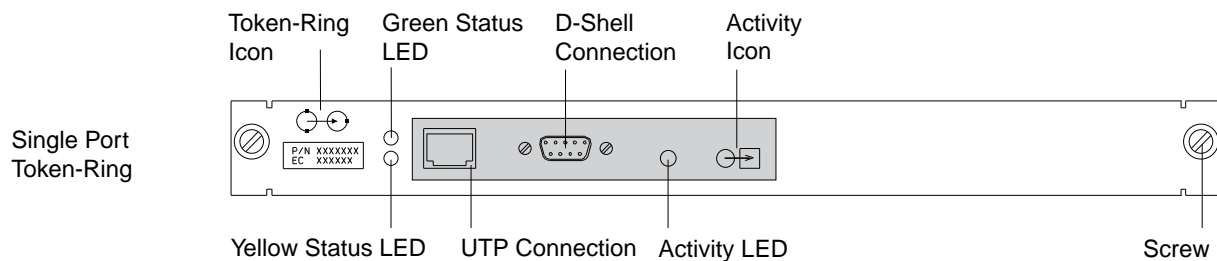 Token-Ring
Icon
Green Status
LED
D-Shell
Connection
Activity
Icon
Single Port
Token-Ring
P/N XXXXXXX
EC XXXXXX
Yellow Status LED
UTP Connection
Activity LED
Screw